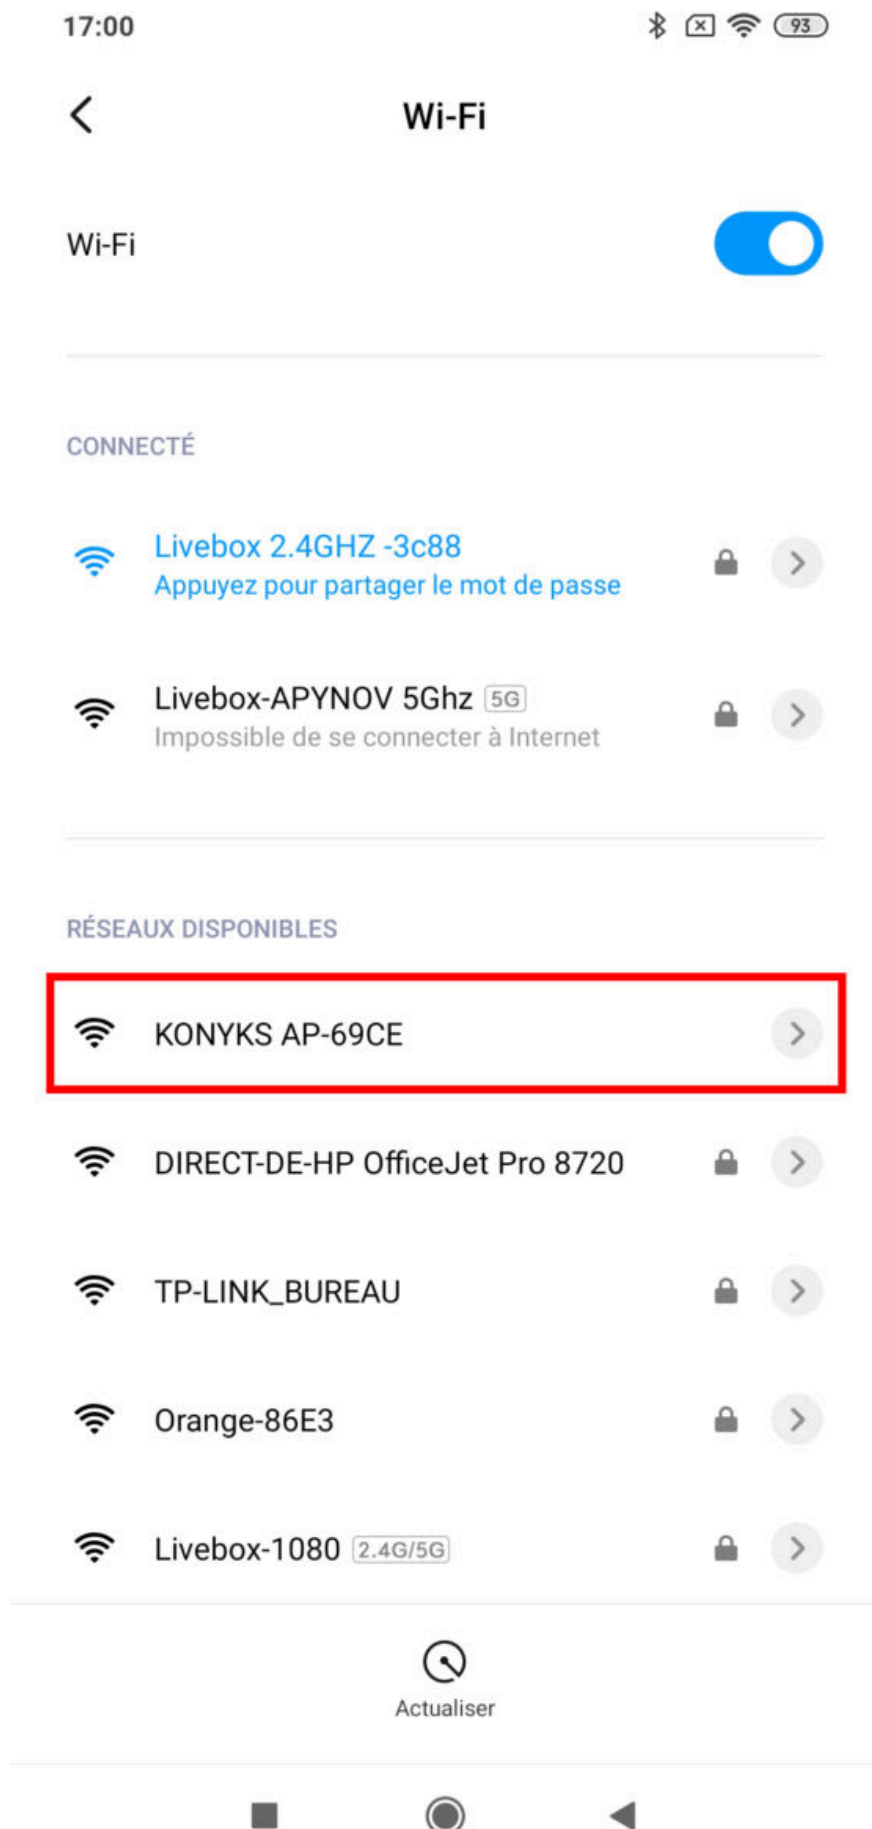 17:00
93
Wi-Fi
Wi-Fi
CONNECTÉ
Livebox 2.4GHZ -3c88
Appuyez pour partager le mot de passe
Livebox-APYNOV 5Ghz 5G
Impossible de se connecter à Internet
RÉSEAUX DISPONIBLES
KONYKS AP-69CE
DIRECT-DE-HP OfficeJet Pro 8720
TP-LINK_BUREAU
Orange-86E3
Livebox-1080 2.4G/5G
Actualiser